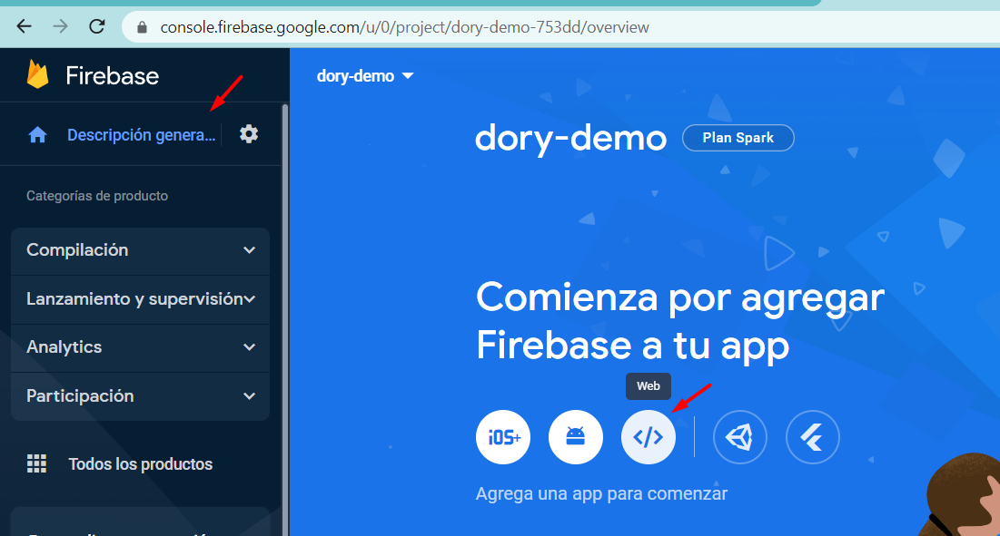 console.firebase.google.com/u/0/project/dory-demo-753dd/overview
Firebase
dory-demo
Descripción genera...
dory-demo
Plan Spark
Categorías de producto
Compilación
Lanzamiento y supervisión
Analytics
Participación
Todos los productos
Comienza por agregar
Firebase a tu app
Web
iOS+
</>
Agrega una app para comenzar